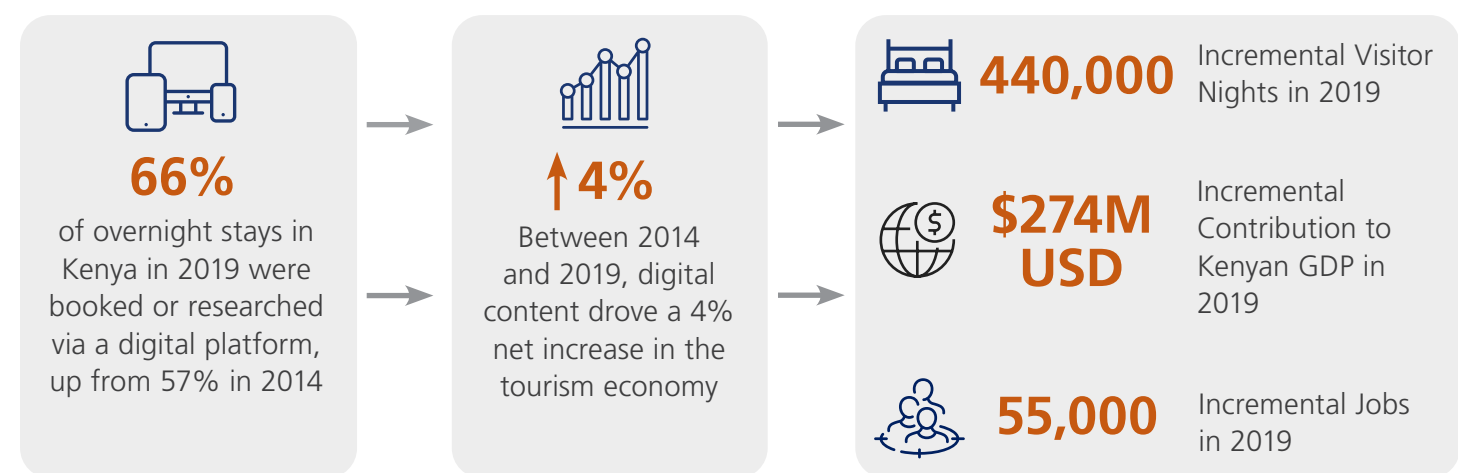 66%
of overnight stays in
Kenya in 2019 were
booked or researched
via a digital platform,
up from 57% in 2014
4%
Between 2014
and 2019, digital
content drove a 4%
net increase in the
tourism economy
440,000
Incremental Visitor
Nights in 2019
$
$274M
USD
Incremental
Contribution to
Kenyan GDP in
2019
55,000
Incremental Jobs
in 2019